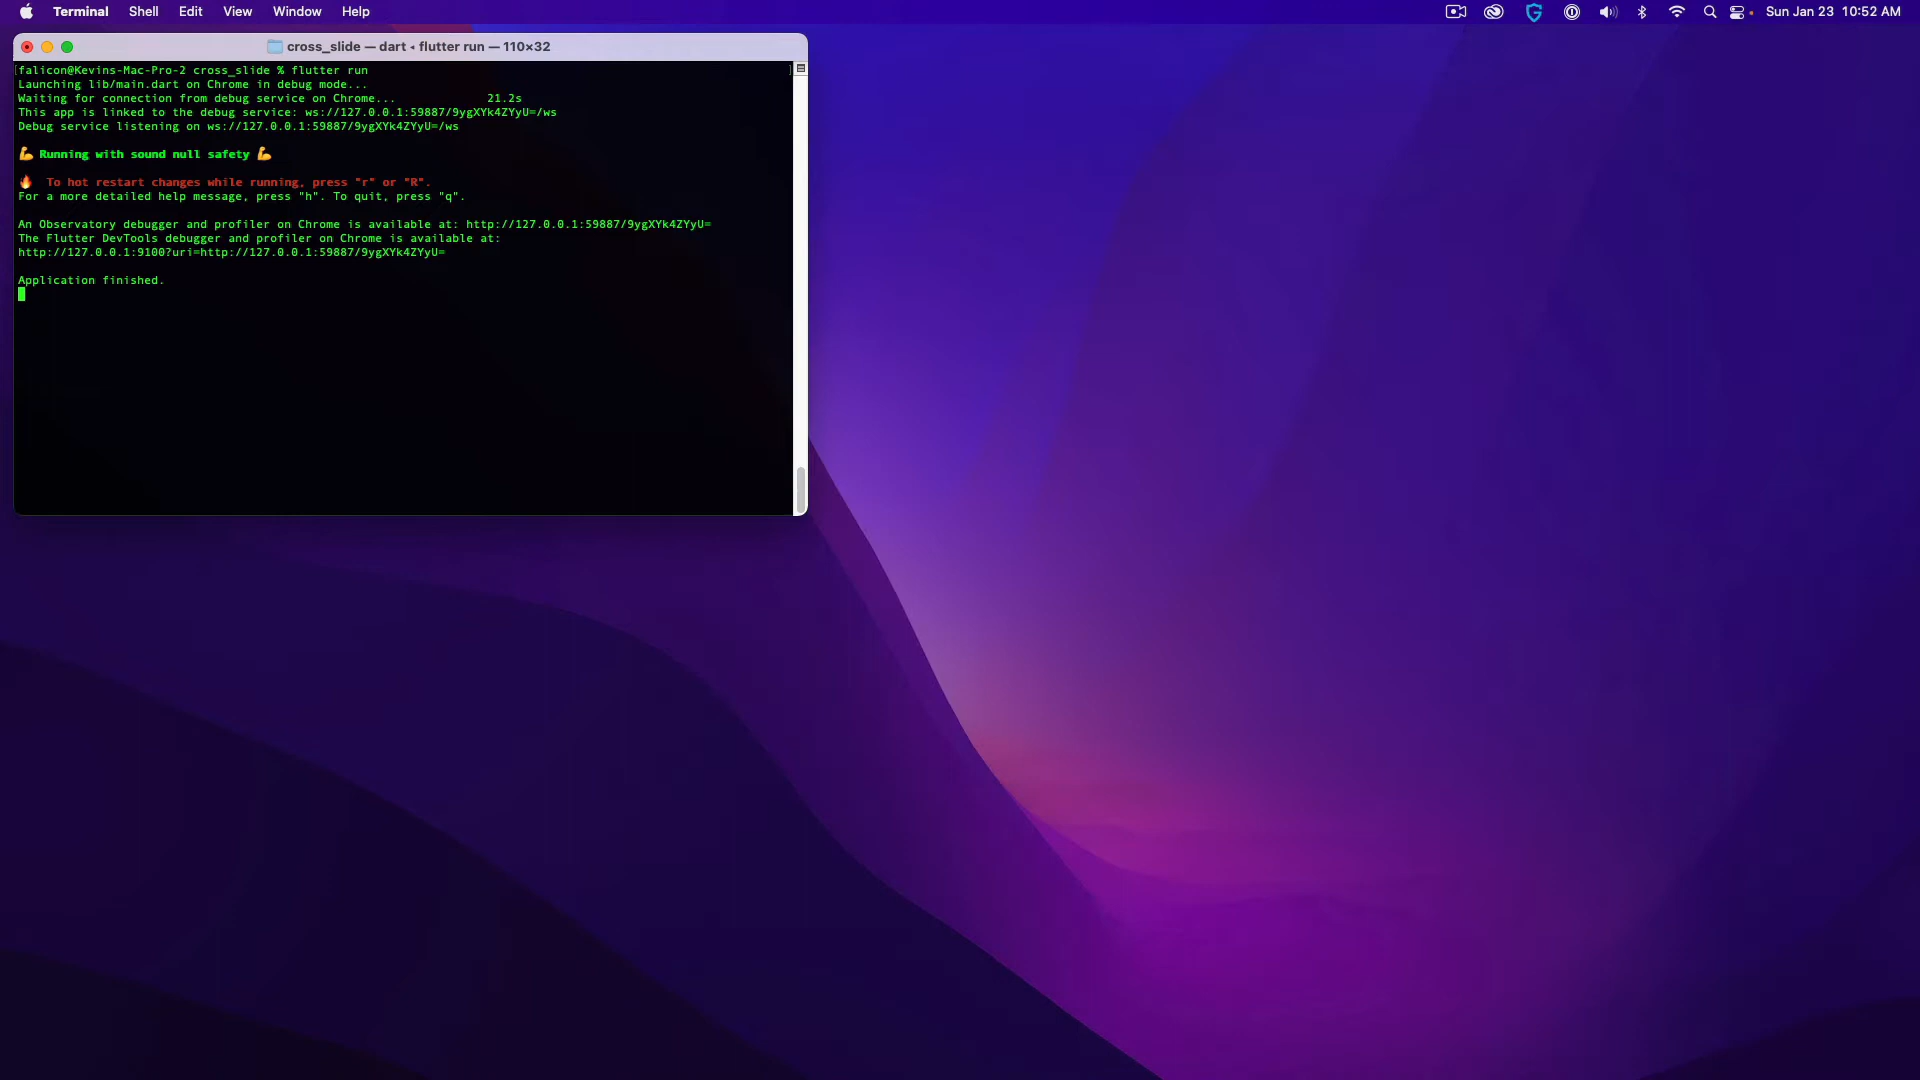 Terminal Shell Edit View Window Help Sun Jan 23 10:52 AM
cross_slide — dart ◂ flutter run — 110×32
[falicon@Kevins-Mac-Pro-2 cross_slide % flutter run ]
Launching lib/main.dart on Chrome in debug mode...
Waiting for connection from debug service on Chrome... 21.2s
This app is linked to the debug service: ws://127.0.0.1:59887/9ygXYk4ZYyU=/ws
Debug service listening on ws://127.0.0.1:59887/9ygXYk4ZYyU=/ws
💪 Running with sound null safety 💪
🔥 To hot restart changes while running, press "r" or "R".
For a more detailed help message, press "h". To quit, press "q".
An Observatory debugger and profiler on Chrome is available at: http://127.0.0.1:59887/9ygXYk4ZYyU=
The Flutter DevTools debugger and profiler on Chrome is available at:
http://127.0.0.1:9100?uri=http://127.0.0.1:59887/9ygXYk4ZYyU=
Application finished.